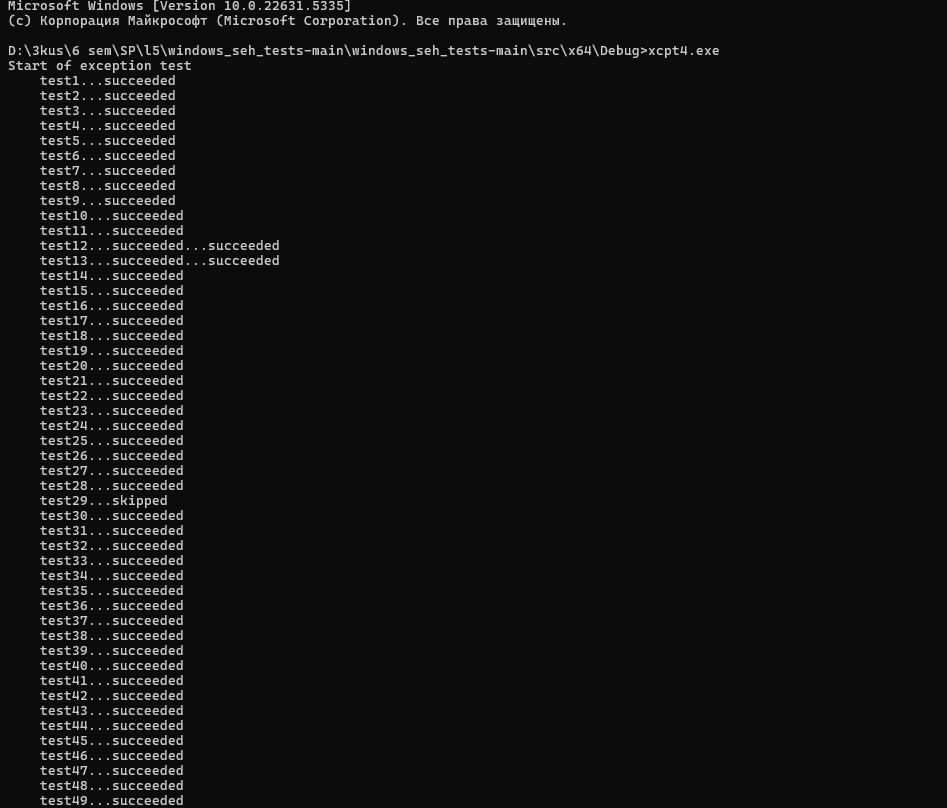 Microsoft Windows [Version 10.0.22631.5335]
(c) Корпорация Майкрософт (Microsoft Corporation). Все права защищены.
D:\3kus\6 sem\SP\l5\windows_seh_tests-main\windows_seh_tests-main\src\x64\Debug>xcpt4.exe
Start of exception test
test1...succeeded
test2...succeeded
test3...succeeded
test4...succeeded
test5...succeeded
test6...succeeded
test7...succeeded
test8...succeeded
test9...succeeded
test10...succeeded
test11...succeeded
test12...succeeded...succeeded
test13...succeeded...succeeded
test14...succeeded
test15...succeeded
test16...succeeded
test17...succeeded
test18...succeeded
test19...succeeded
test20...succeeded
test21...succeeded
test22...succeeded
test23...succeeded
test24...succeeded
test25...succeeded
test26...succeeded
test27...succeeded
test28...succeeded
test29...skipped
test30...succeeded
test31...succeeded
test32...succeeded
test33...succeeded
test34...succeeded
test35...succeeded
test36...succeeded
test37...succeeded
test38...succeeded
test39...succeeded
test40...succeeded
test41...succeeded
test42...succeeded
test43...succeeded
test44...succeeded
test45...succeeded
test46...succeeded
test47...succeeded
test48...succeeded
test49...succeeded